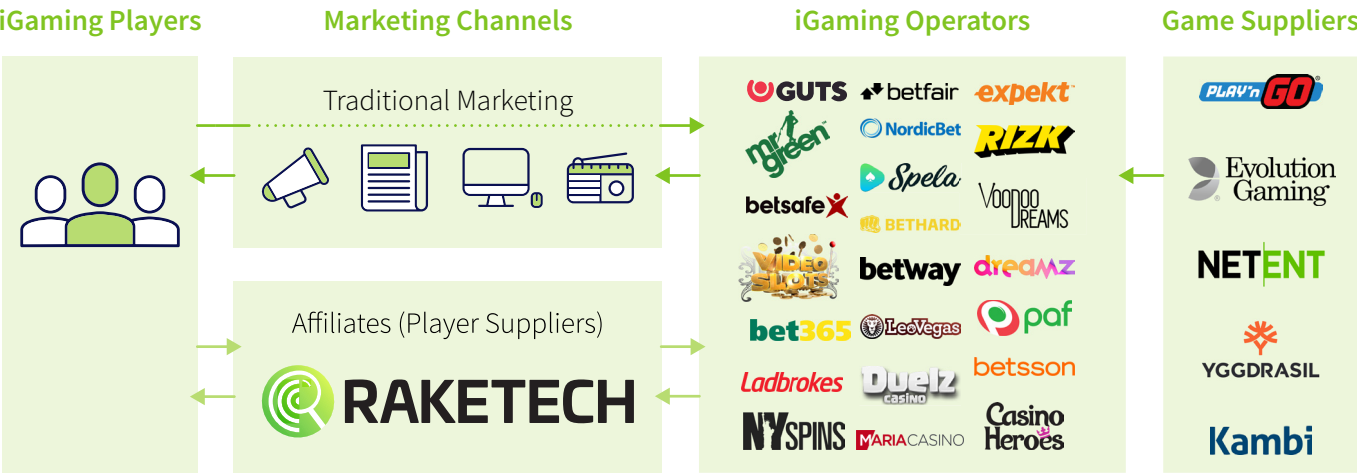 iGaming Players
Marketing Channels
iGaming Operators
Game Suppliers
Traditional Marketing
Affiliates (Player Suppliers)
RAKETECH
GUTS
betfair
expekt
mr green
NordicBet
RIZK
Spela
betsafe
VOODOO
DREAMS
BETHARD
VIDEO
SLOTS
betway
dreamz
bet365
LeoVegas
paf
Ladbrokes
Duelz
CASINO
betsson
NYSPINS
MARIACASINO
Casino
Heroes
PLAY'n GO
Evolution
Gaming
NETENT
YGGDRASIL
Kambi